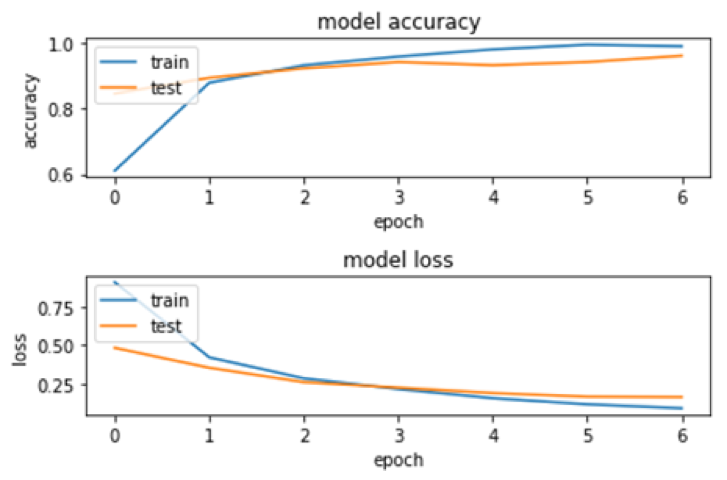 model accuracy
1.0
0.8
0.6
accuracy
train
test
0 1 2 3 4 5 6
epoch
model loss
0.75
0.50
0.25
loss
train
test
0 1 2 3 4 5 6
epoch